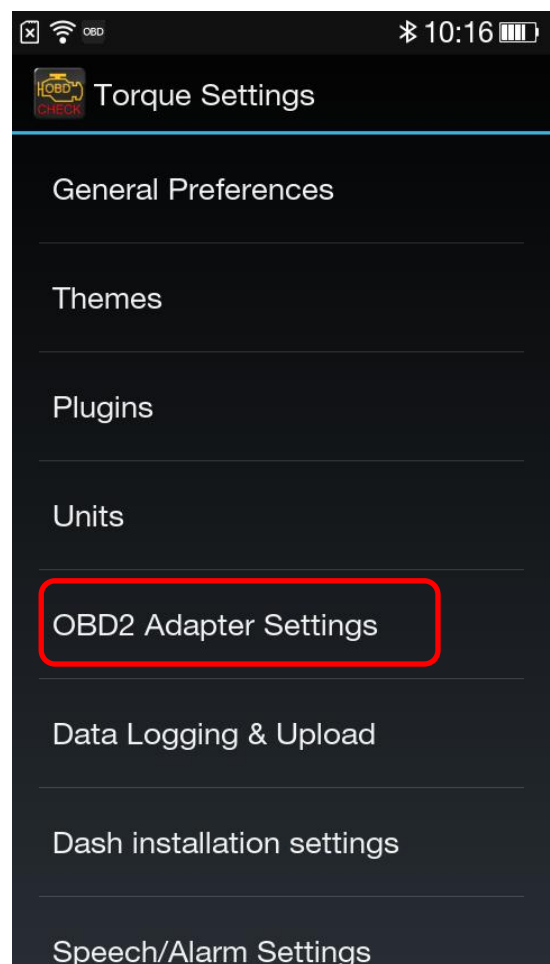 OBD 10:16
OBD CHECK Torque Settings
General Preferences
Themes
Plugins
Units
OBD2 Adapter Settings
Data Logging & Upload
Dash installation settings
Speech/Alarm Settings